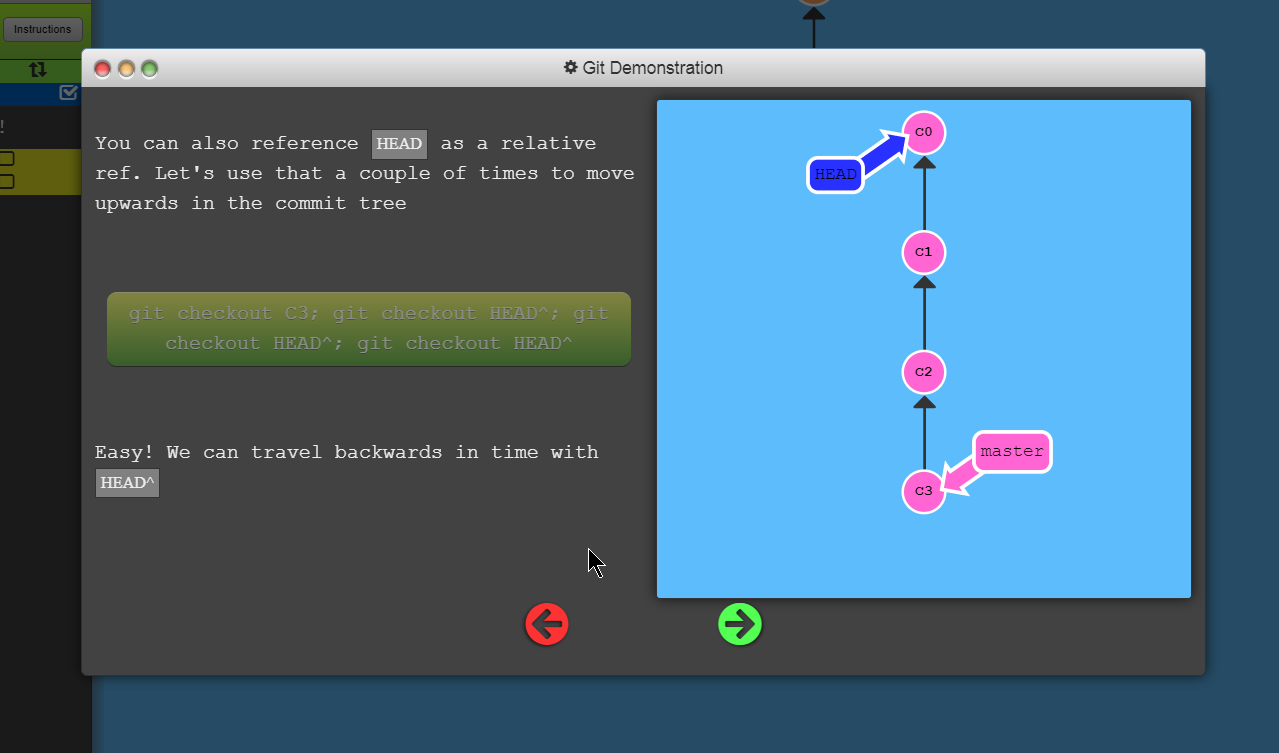 Instructions
!
Git Demonstration
You can also reference HEAD as a relative
ref. Let's use that a couple of times to move
upwards in the commit tree
git checkout C3; git checkout HEAD^; git
checkout HEAD^; git checkout HEAD^
Easy! We can travel backwards in time with
HEAD^
C0
HEAD
C1
C2
master
C3